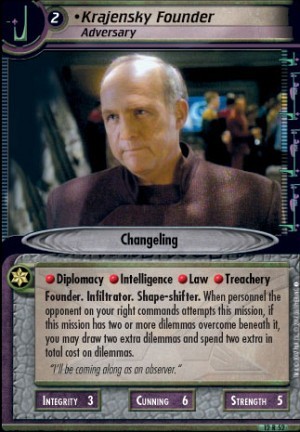 2
•Krajensky Founder
Adversary
Changeling
Diplomacy Intelligence Law Treachery
Founder. Infiltrator. Shape-shifter. When personnel the
opponent on your right commands attempts this mission, if
this mission has two or more dilemmas overcome beneath it,
you may draw two extra dilemmas and spend two extra in
total cost on dilemmas.
"I'll be coming along as an observer."
INTEGRITY 3 CUNNING 6 STRENGTH 5